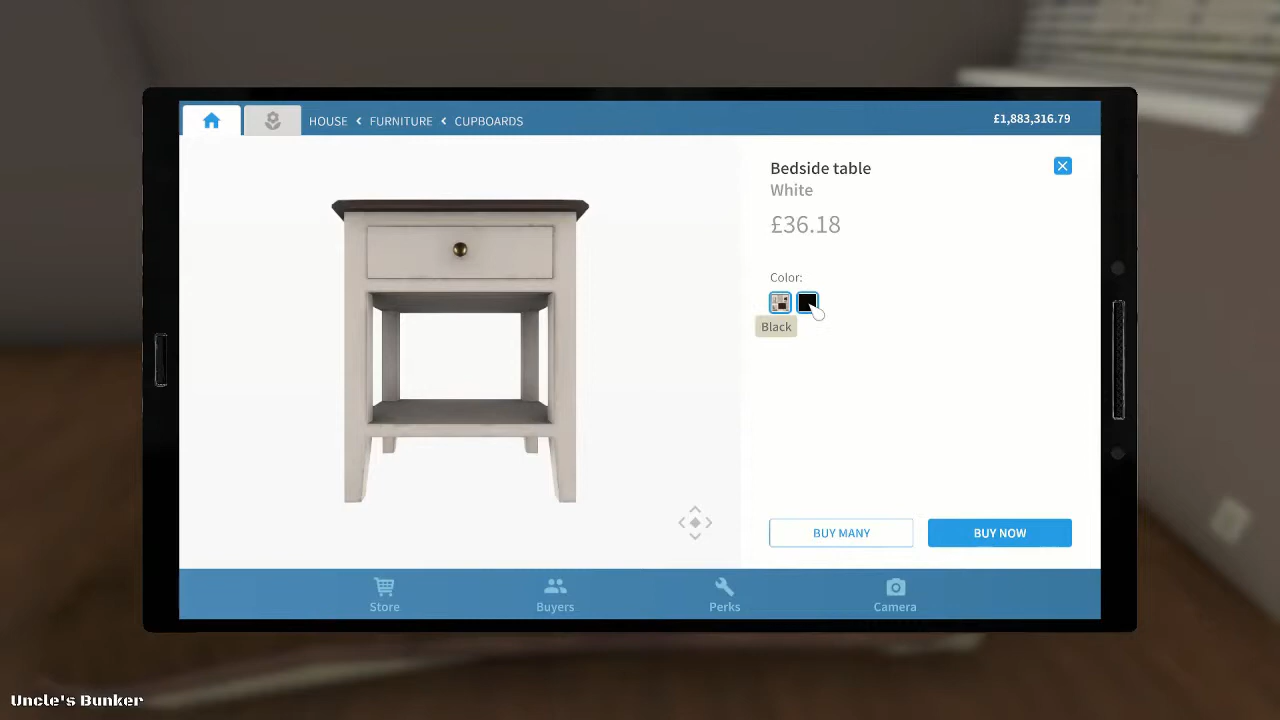 HOUSE < FURNITURE < CUPBOARDS
£1,883,316.79
Bedside table
White
£36.18
Color:
Black
BUY MANY
BUY NOW
Store
Buyers
Perks
Camera
Uncle's Bunker